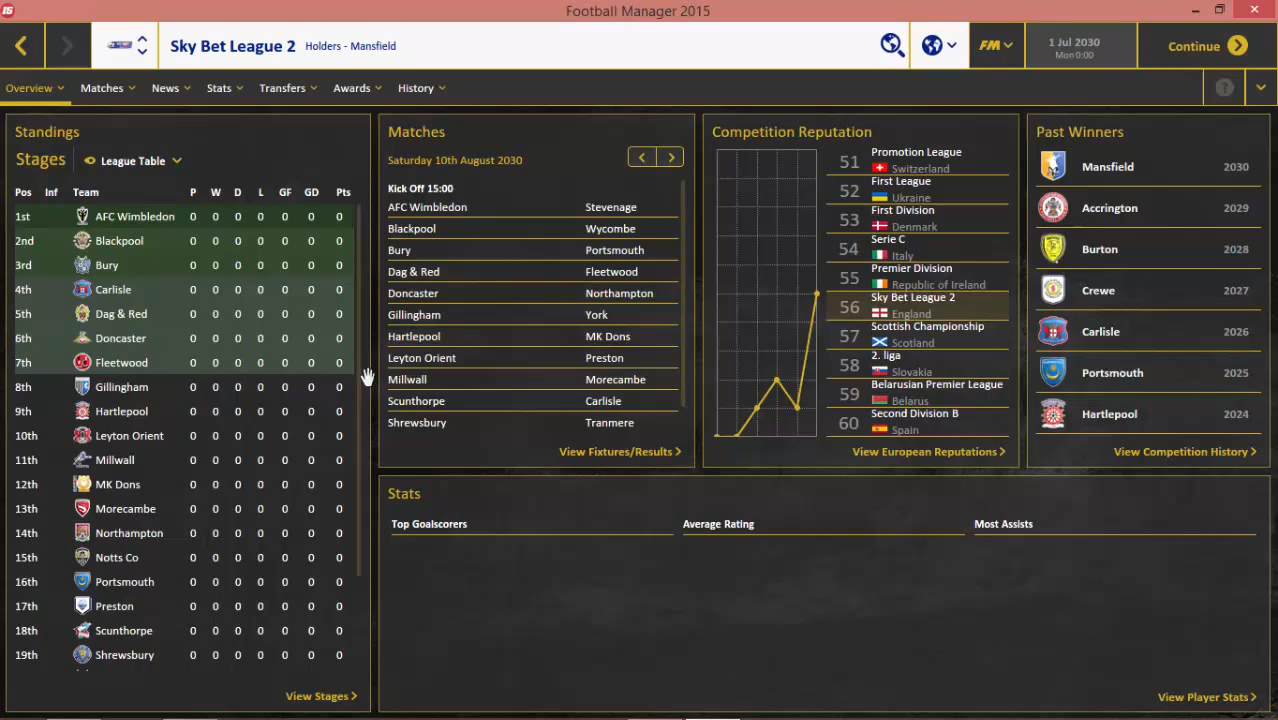 Football Manager 2015
Sky Bet League 2 Holders - Mansfield
FM
1 Jul 2030
Mon 0:00
Continue
Overview Matches News Stats Transfers Awards History
Standings
Stages League Table
Pos Inf Team P W D L GF GD Pts
1st AFC Wimbledon 0 0 0 0 0 0 0
2nd Blackpool 0 0 0 0 0 0 0
3rd Bury 0 0 0 0 0 0 0
4th Carlisle 0 0 0 0 0 0 0
5th Dag & Red 0 0 0 0 0 0 0
6th Doncaster 0 0 0 0 0 0 0
7th Fleetwood 0 0 0 0 0 0 0
8th Gillingham 0 0 0 0 0 0 0
9th Hartlepool 0 0 0 0 0 0 0
10th Leyton Orient 0 0 0 0 0 0 0
11th Millwall 0 0 0 0 0 0 0
12th MK Dons 0 0 0 0 0 0 0
13th Morecambe 0 0 0 0 0 0 0
14th Northampton 0 0 0 0 0 0 0
15th Notts Co 0 0 0 0 0 0 0
16th Portsmouth 0 0 0 0 0 0 0
17th Preston 0 0 0 0 0 0 0
18th Scunthorpe 0 0 0 0 0 0 0
19th Shrewsbury 0 0 0 0 0 0 0
View Stages
Matches
Saturday 10th August 2030
Kick Off 15:00
AFC Wimbledon Stevenage
Blackpool Wycombe
Bury Portsmouth
Dag & Red Fleetwood
Doncaster Northampton
Gillingham York
Hartlepool MK Dons
Leyton Orient Preston
Millwall Morecambe
Scunthorpe Carlisle
Shrewsbury Tranmere
View Fixtures/Results
Competition Reputation
51 Promotion League
Switzerland
52 First League
Ukraine
53 First Division
Denmark
54 Serie C
Italy
55 Premier Division
Republic of Ireland
56 Sky Bet League 2
England
57 Scottish Championship
Scotland
58 2. liga
Slovakia
59 Belarusian Premier League
Belarus
60 Second Division B
Spain
View European Reputations
Past Winners
Mansfield 2030
Accrington 2029
Burton 2028
Crewe 2027
Carlisle 2026
Portsmouth 2025
Hartlepool 2024
View Competition History
Stats
Top Goalscorers Average Rating Most Assists
View Player Stats